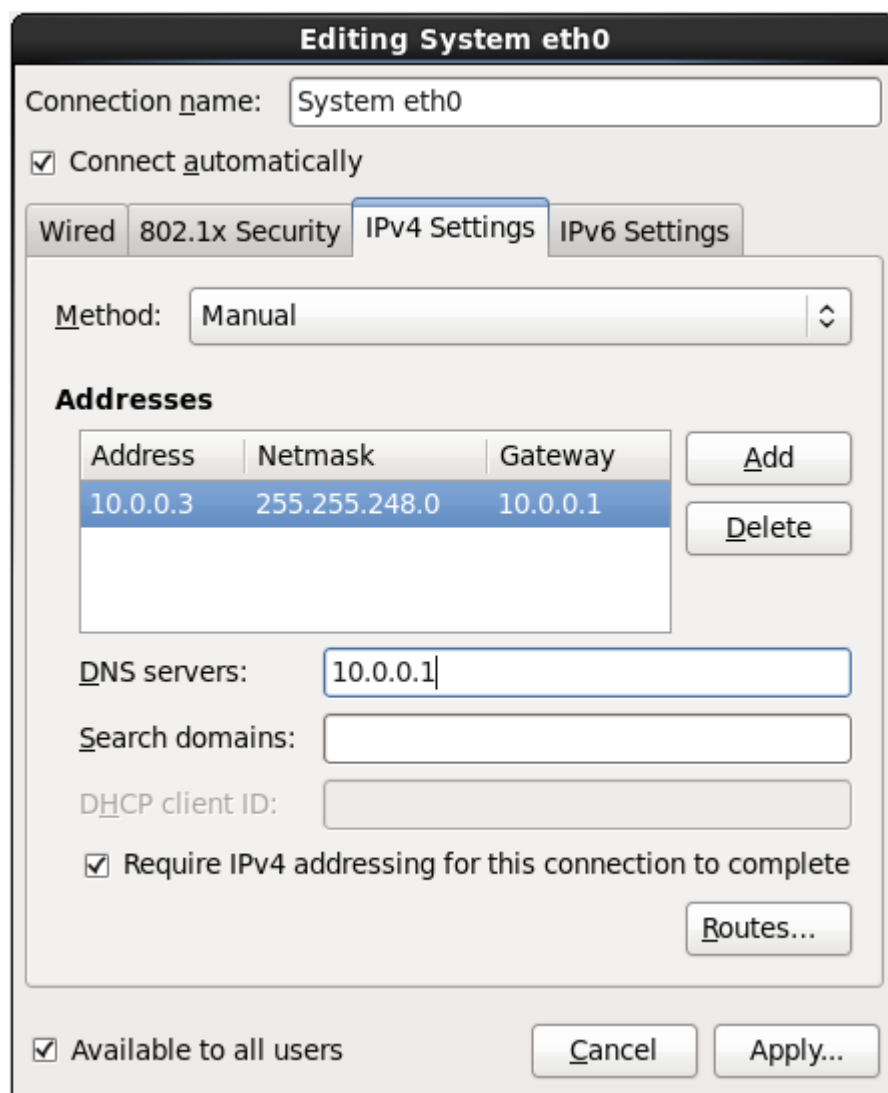 Editing System eth0
Connection name: System eth0
Connect automatically
Wired 802.1x Security IPv4 Settings IPv6 Settings
Method: Manual
Addresses
Address Netmask Gateway
Add
10.0.0.3 255.255.248.0 10.0.0.1
Delete
DNS servers: 10.0.0.1
Search domains:
DHCP client ID:
Require IPv4 addressing for this connection to complete
Routes...
Available to all users Cancel Apply...